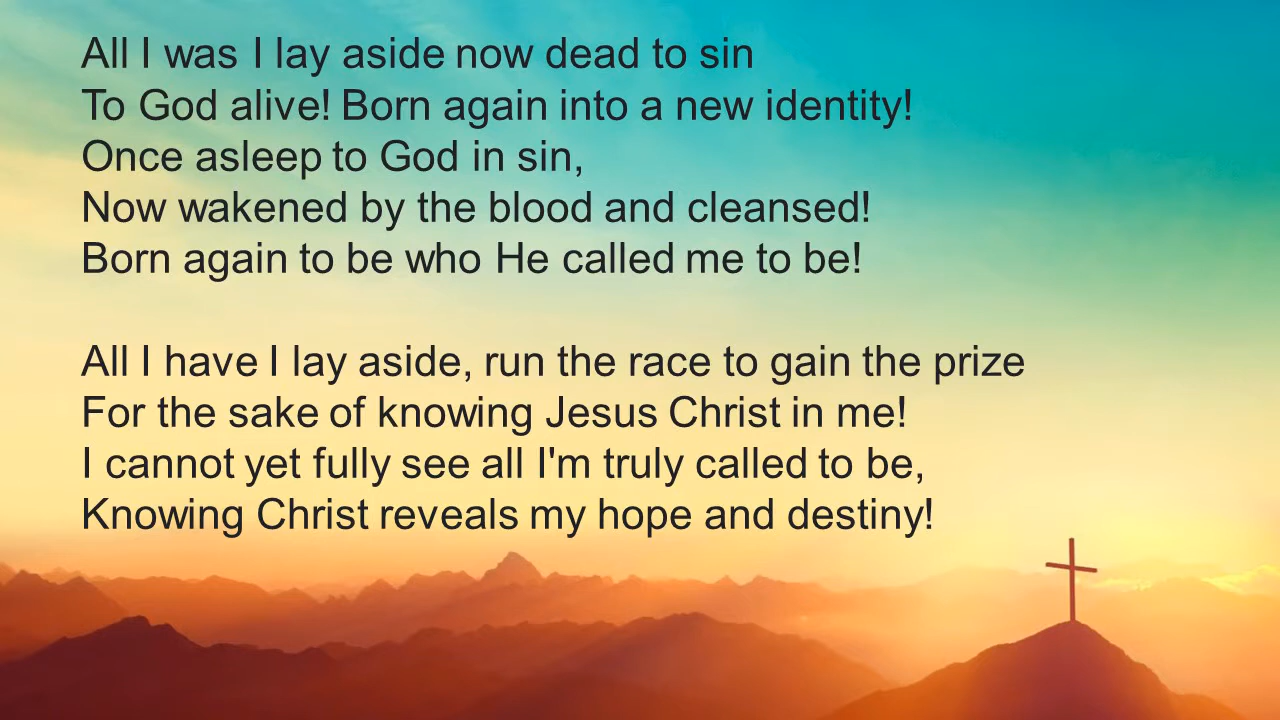 All I was I lay aside now dead to sin
To God alive! Born again into a new identity!
Once asleep to God in sin,
Now wakened by the blood and cleansed!
Born again to be who He called me to be!

All I have I lay aside, run the race to gain the prize
For the sake of knowing Jesus Christ in me!
I cannot yet fully see all I'm truly called to be,
Knowing Christ reveals my hope and destiny!